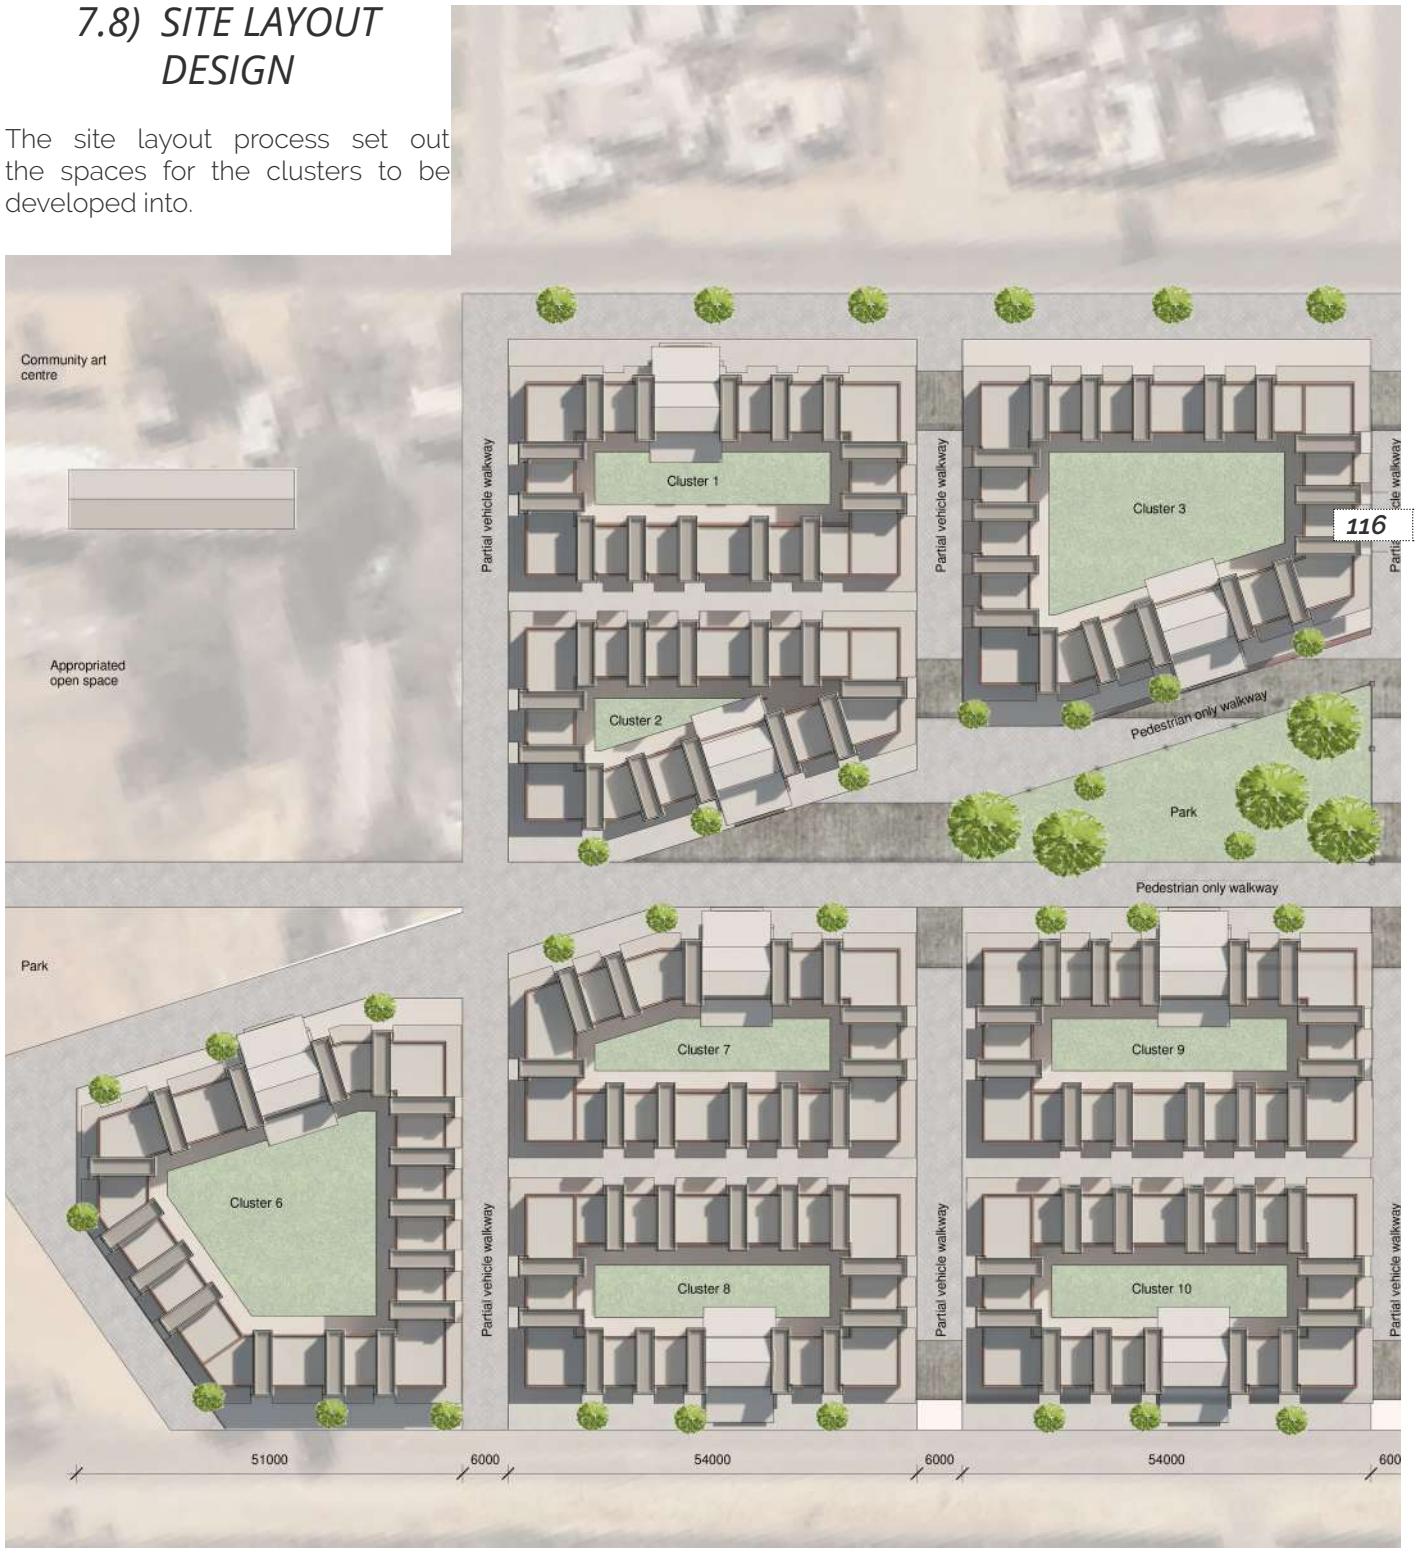 7.8) SITE LAYOUT
DESIGN
The site layout process set out
the spaces for the clusters to be
developed into.
Community art
centre
Appropriated
open space
Partial vehicle walkway
Cluster 1
Partial vehicle walkway
Cluster 3
116
Cluster 2
Pedestrian only walkway
Park
Pedestrian only walkway
Park
Cluster 7
Cluster 9
Cluster 6
Partial vehicle walkway
Cluster 8
Partial vehicle walkway
Cluster 10
Partial vehicle walkway
51000
6000
54000
6000
54000
600